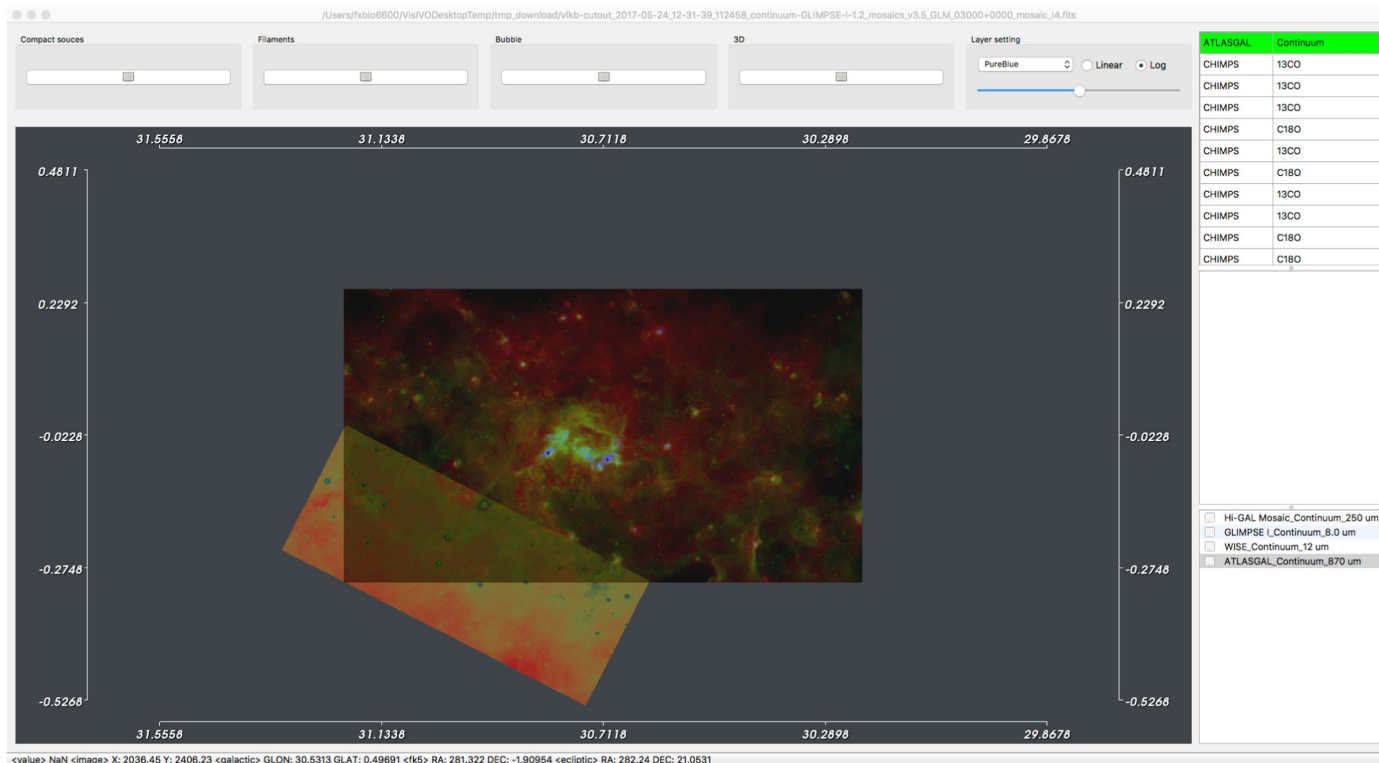 /Users/fxbio6600/VisIVODesktopTemp/tmp_download/vlkb-cutout_2017-05-24_12-31-39_112458_continuum-GLIMPSE-I-1.2_mosaics_v3.5_GLM_03000+0000_mosaic_I4.fits
Compact souces
Filaments
Bubble
3D
Layer setting
PureBlue
Linear
Log
31.5558 31.1338 30.7118 30.2898 29.8678
0.4811 0.4811
0.2292 0.2292
-0.0228 -0.0228
-0.2748 -0.2748
-0.5268 -0.5268
31.5558 31.1338 30.7118 30.2898 29.8678
ATLASGAL Continuum
CHIMPS 13CO
CHIMPS 13CO
CHIMPS 13CO
CHIMPS C18O
CHIMPS 13CO
CHIMPS C18O
CHIMPS 13CO
CHIMPS 13CO
CHIMPS C18O
CHIMPS C18O
Hi-GAL Mosaic_Continuum_250 um
GLIMPSE I_Continuum_8.0 um
WISE_Continuum_12 um
ATLASGAL_Continuum_870 um
<value> NaN <image> X: 2036.45 Y: 2406.23 <galactic> GLON: 30.5313 GLAT: 0.49691 <fk5> RA: 281.322 DEC: -1.90954 <ecliptic> RA: 282.24 DEC: 21.0531